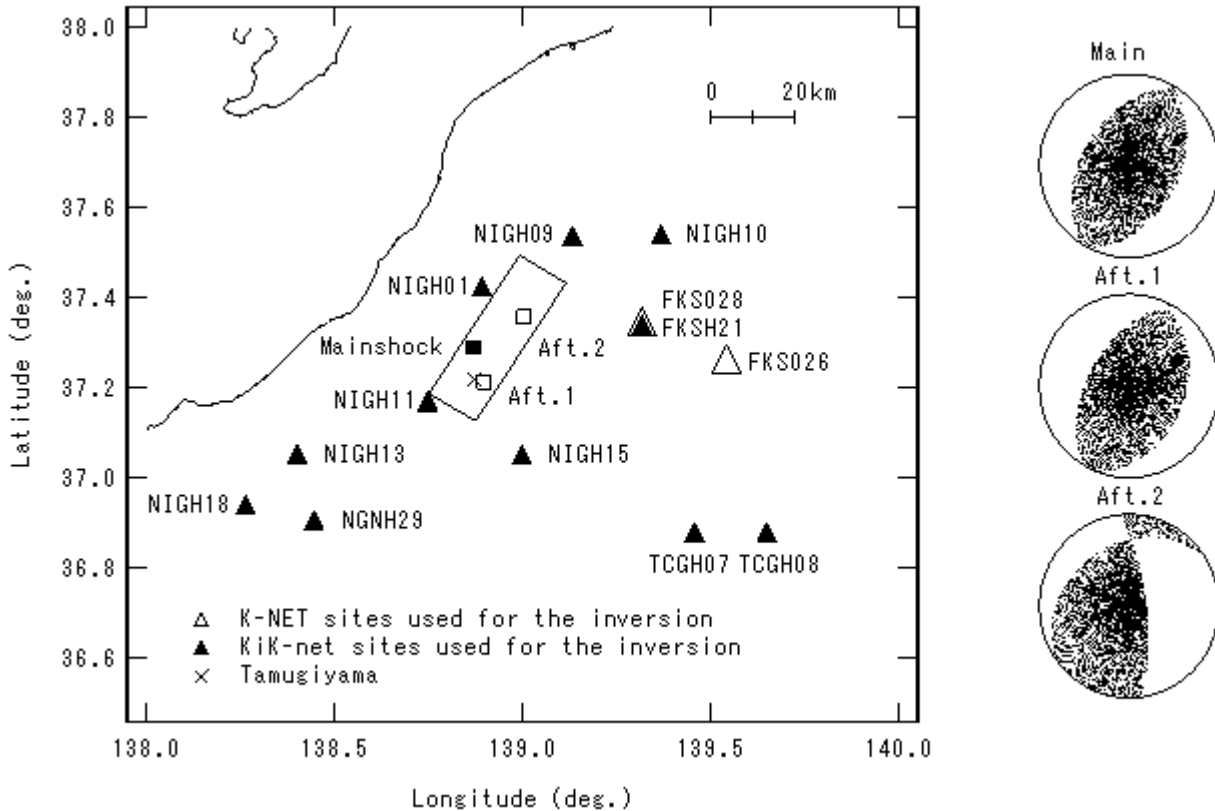 38.0
37.8
37.6
37.4
37.2
37.0
36.8
36.6
Latitude (deg.)
0 20km
NIGH09
NIGH10
NIGH01
FKS028
FKSH21
Mainshock
Aft.2
FKS026
NIGH11
Aft.1
NIGH13
NIGH15
NIGH18
NGNH29
TCGH07 TCGH08
K-NET sites used for the inversion
KiK-net sites used for the inversion
Tamugiyama
138.0 138.5 139.0 139.5 140.0
Longitude (deg.)
Main
Aft.1
Aft.2